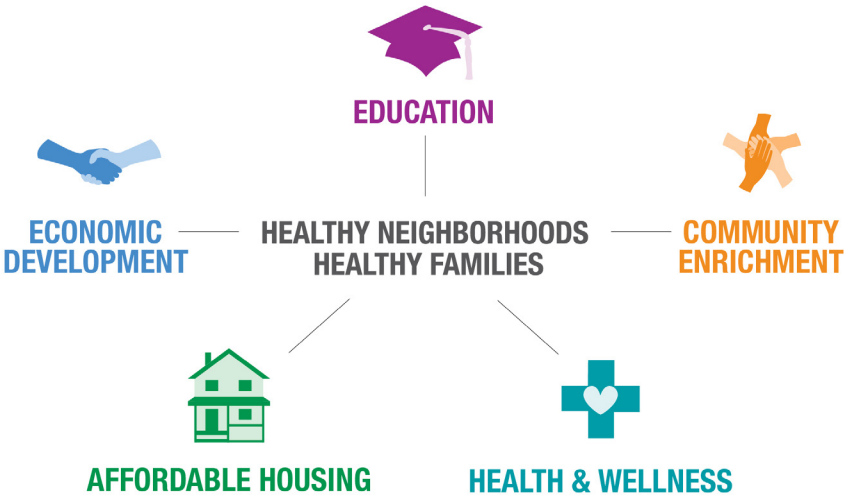 EDUCATION
ECONOMIC
DEVELOPMENT
HEALTHY NEIGHBORHOODS
HEALTHY FAMILIES
COMMUNITY
ENRICHMENT
AFFORDABLE HOUSING
HEALTH & WELLNESS